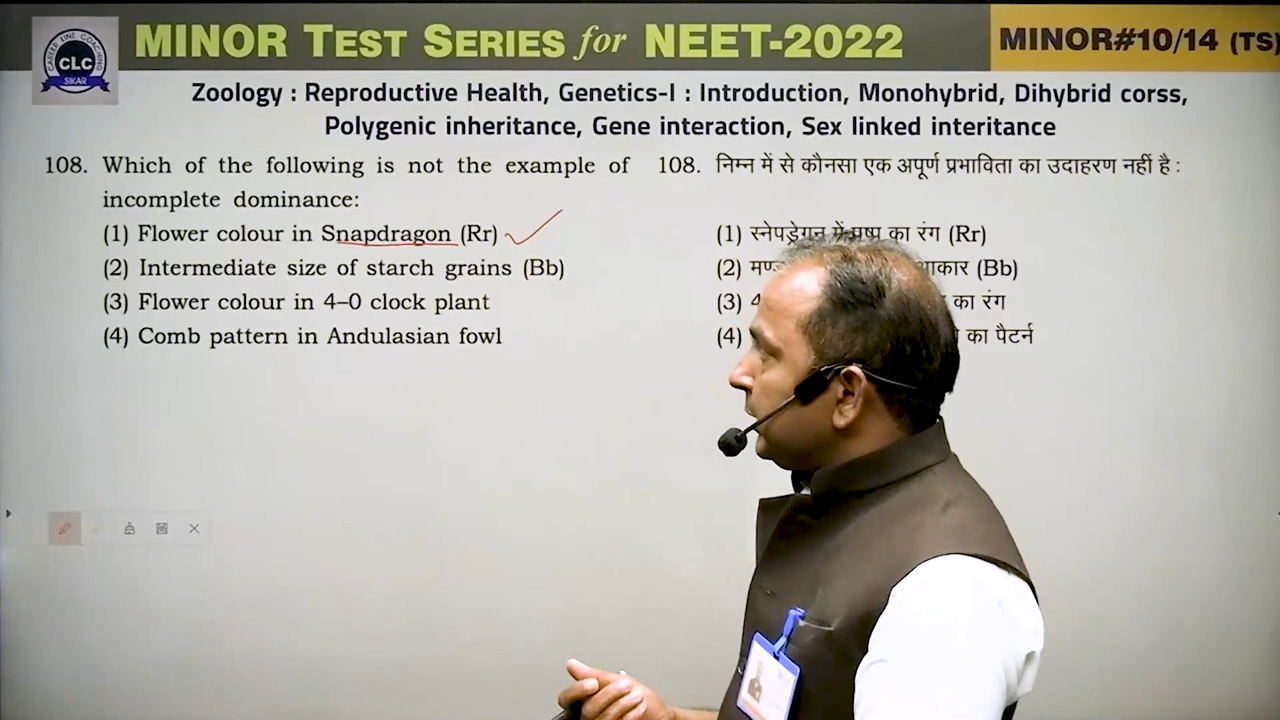 CAREER LINE COACHING
CLC
SIKAR
MINOR TEST SERIES for NEET-2022
MINOR#10/14 (TS)
Zoology : Reproductive Health, Genetics-I : Introduction, Monohybrid, Dihybrid corss,
Polygenic inheritance, Gene interaction, Sex linked interitance
108. Which of the following is not the example of
incomplete dominance:
(1) Flower colour in Snapdragon (Rr)
(2) Intermediate size of starch grains (Bb)
(3) Flower colour in 4–0 clock plant
(4) Comb pattern in Andulasian fowl
108. निम्न में से कौनसा एक अपूर्ण प्रभाविता का उदाहरण नहीं है :
(1) स्नेपड्रेगन में पुष्प का रंग (Rr)
(2) (Bb)
(3) 4 का रंग
(4) का पैटर्न